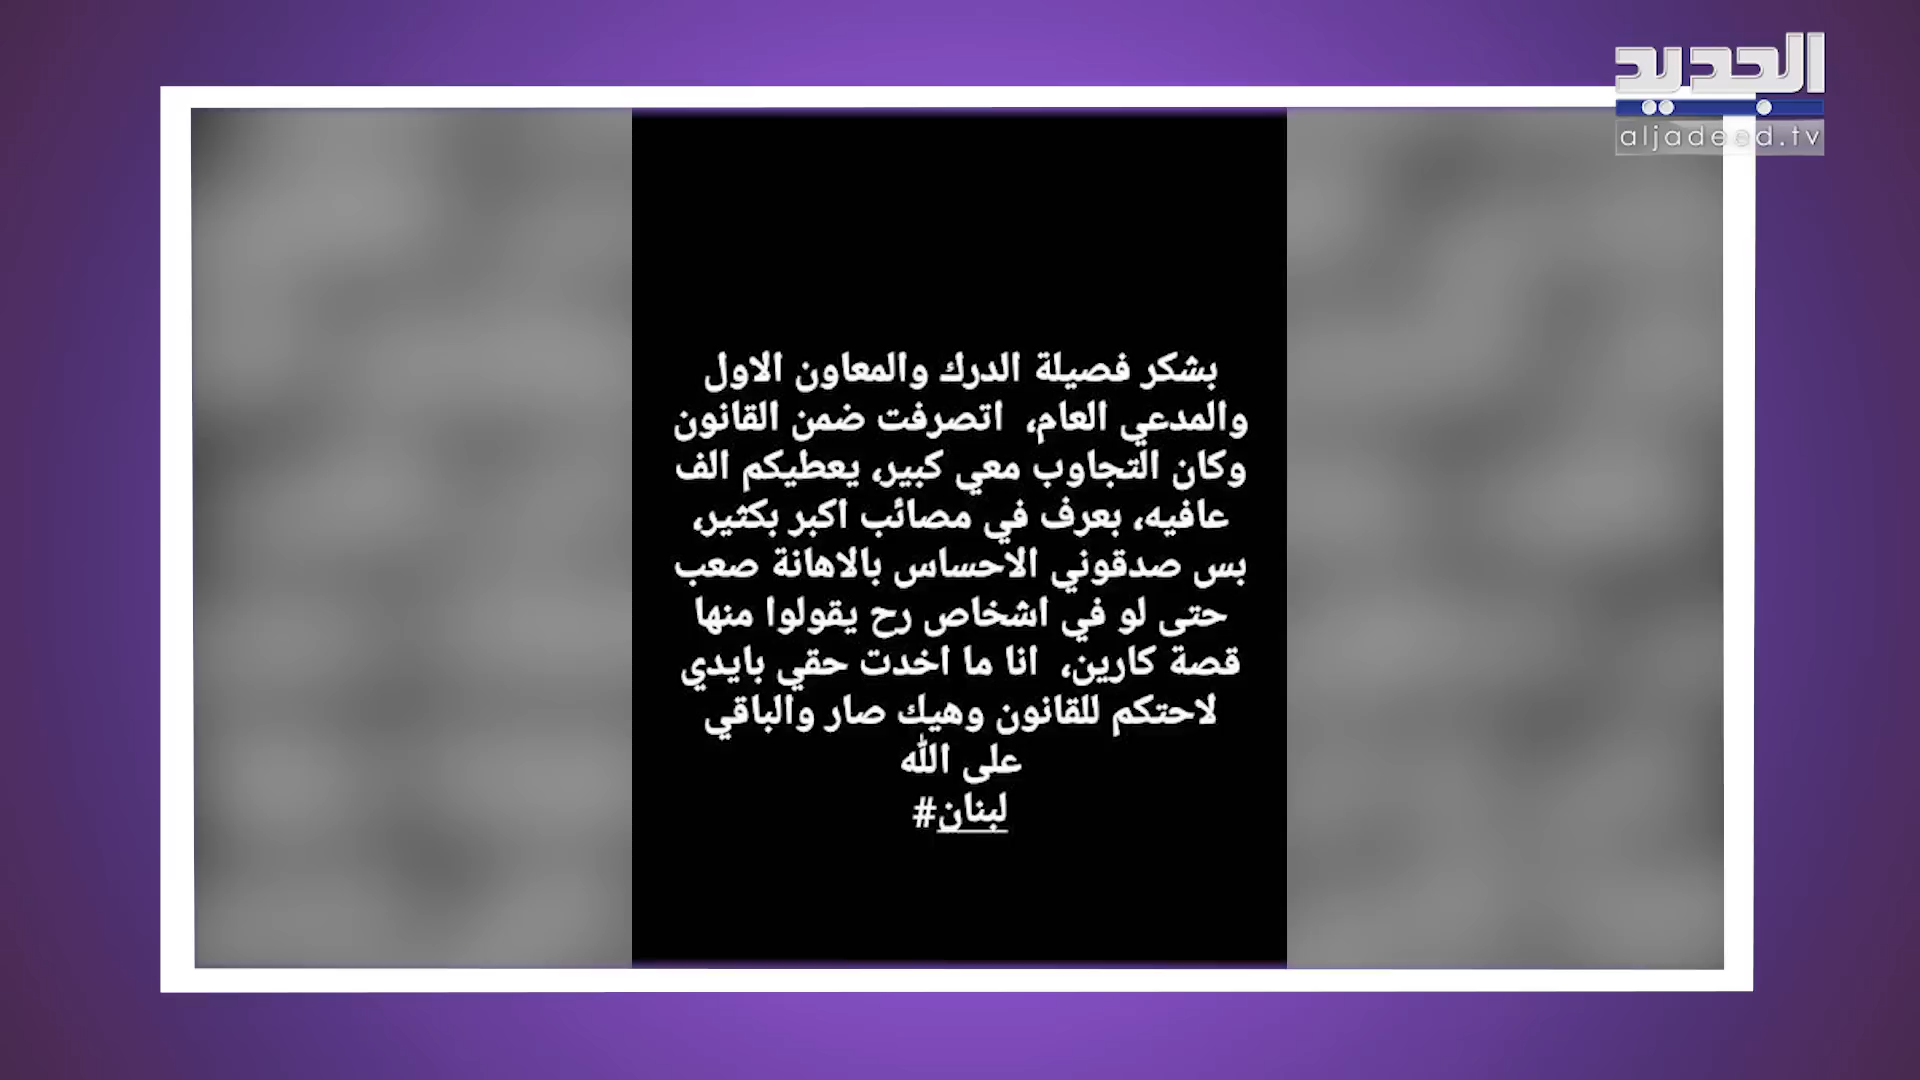 الجديد
aljadeed.tv
بشكر فصيلة الدرك والمعاون الاول
والمدعي العام، اتصرفت ضمن القانون
وكان التجاوب معي كبير، يعطيكم الف
عافيه، بعرف في مصائب اكبر بكثير،
بس صدقوني الاحساس بالاهانة صعب
حتى لو في اشخاص رح يقولوا منها
قصة كارين، انا ما اخدت حقي بايدي
لاحتكم للقانون وهيك صار والباقي
على الله
#لبنان